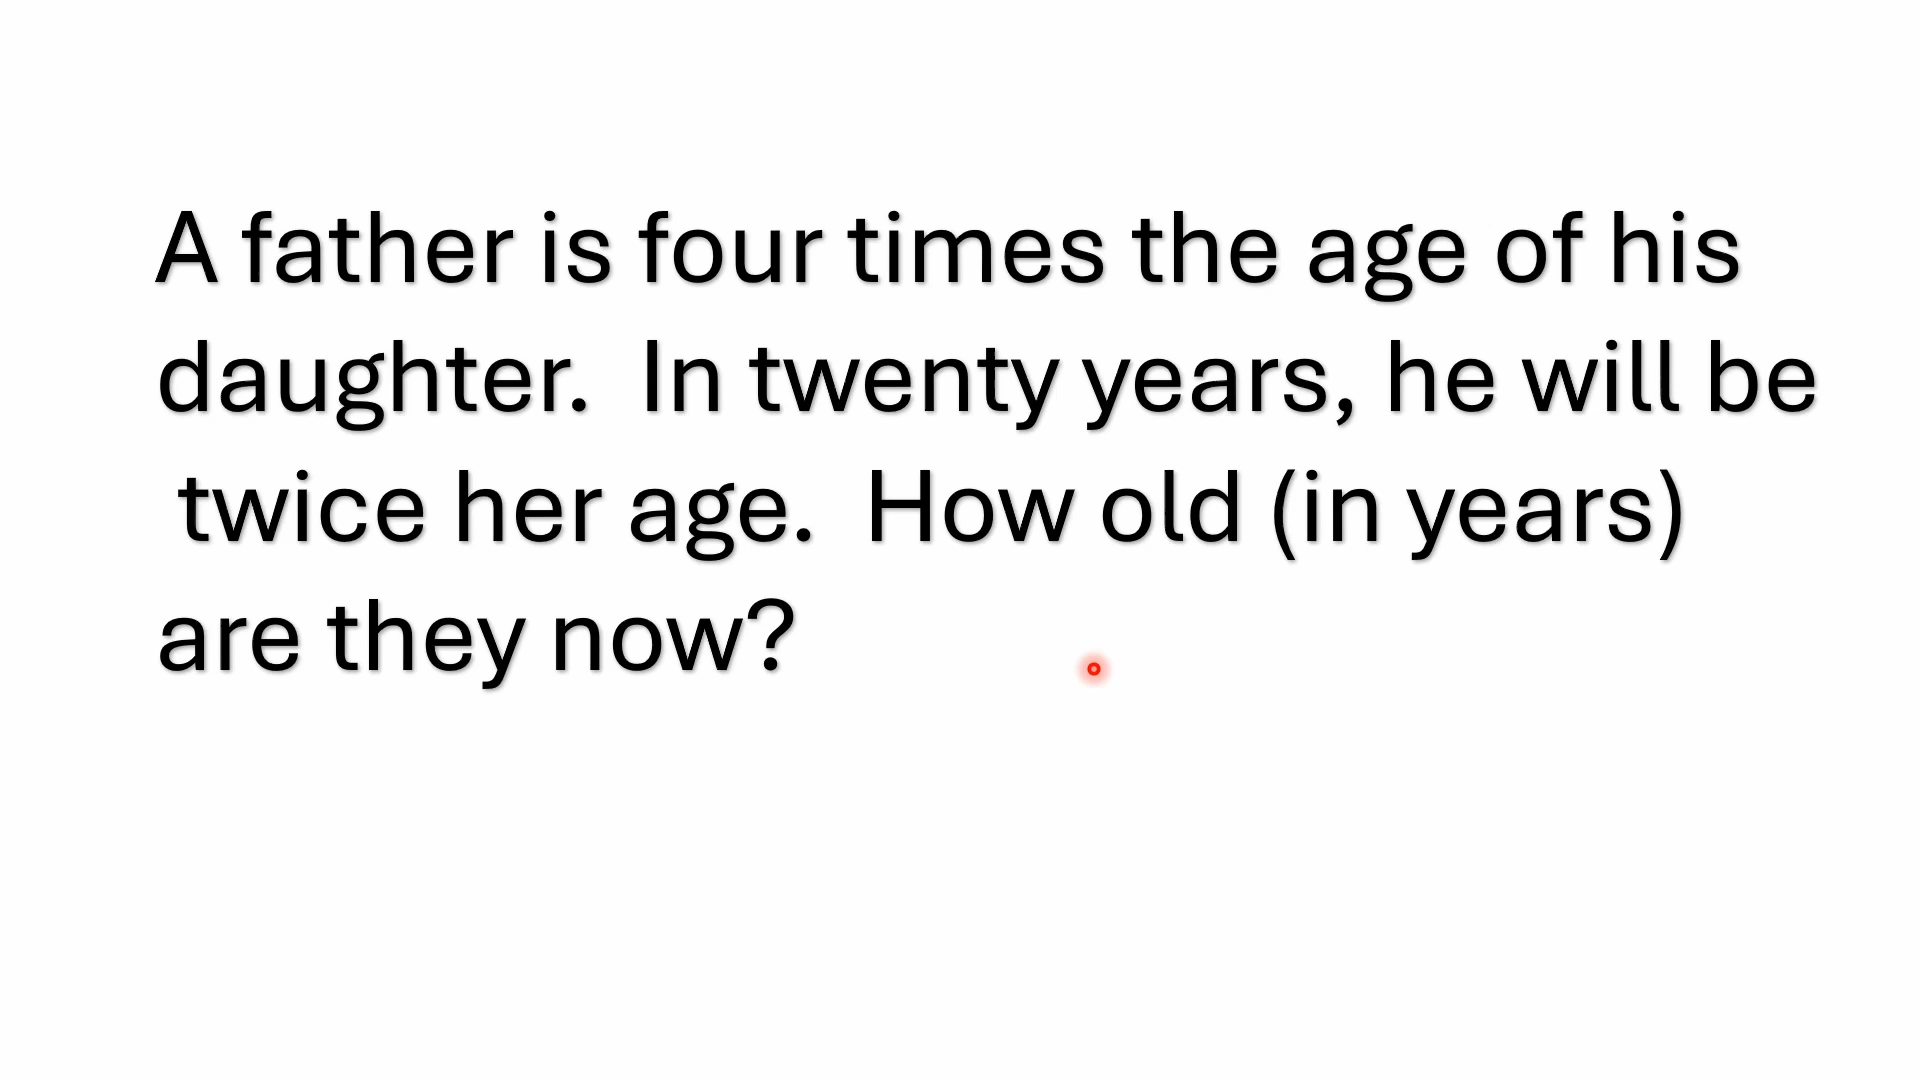 A father is four times the age of his
daughter.  In twenty years, he will be
twice her age.  How old (in years)
are they now?